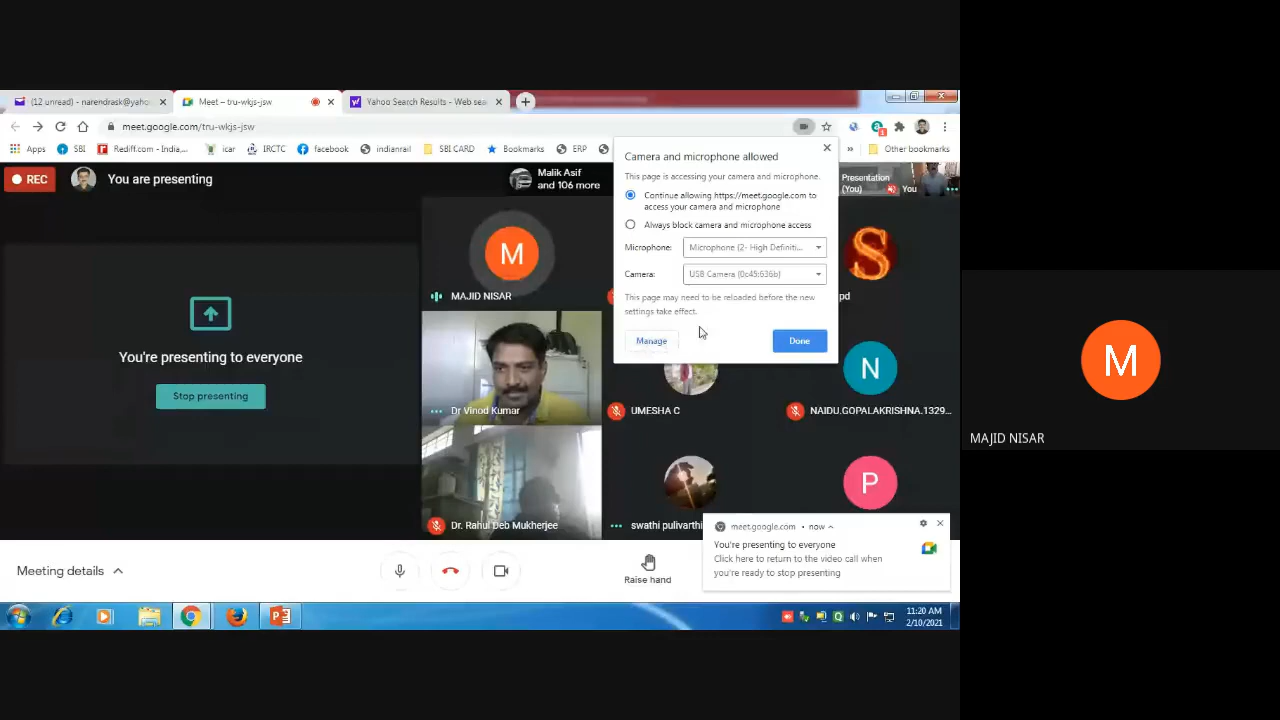 (12 unread) - narendrask@yaho
Meet – tru-wkjs-jsw
Yahoo Search Results - Web sea
meet.google.com/tru-wkjs-jsw
Apps
SBI
Rediff.com - India,...
icar
IRCTC
facebook
indianrail
SBI CARD
Bookmarks
ERP
»
Other bookmarks
REC
You are presenting
Malik Asif
and 106 more
Presentation
(You)
You
Camera and microphone allowed
This page is accessing your camera and microphone.
Continue allowing https://meet.google.com to
access your camera and microphone
Always block camera and microphone access
Microphone:
Microphone (2- High Definiti...
Camera:
USB Camera (0c45:636b)
This page may need to be reloaded before the new
settings take effect.
Manage
Done
M
MAJID NISAR
S
pd
You're presenting to everyone
Stop presenting
Dr Vinod Kumar
UMESHA C
N
NAIDU.GOPALAKRISHNA.1329...
Dr. Rahul Deb Mukherjee
swathi pulivarthi
P
M
MAJID NISAR
meet.google.com • now
You're presenting to everyone
Click here to return to the video call when
you're ready to stop presenting
Meeting details
Raise hand
11:20 AM
2/10/2021